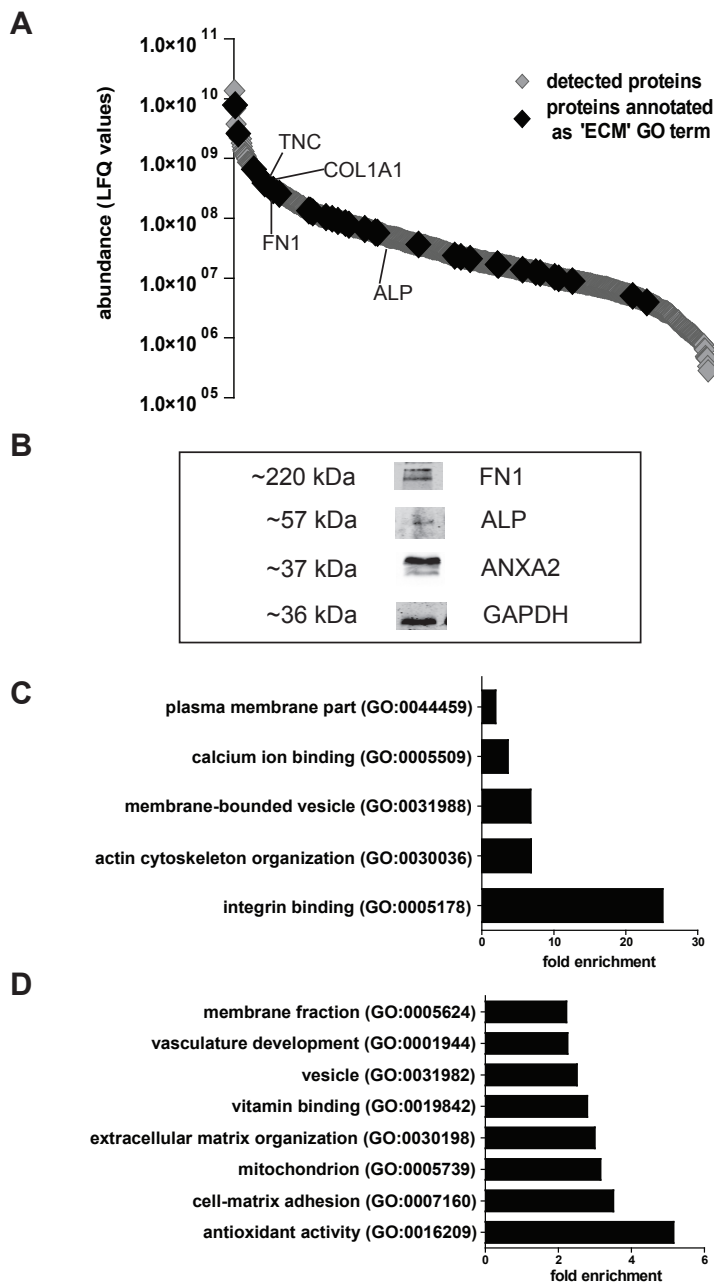 A
1.0×10 11
1.0×10 10
1.0×10 09
1.0×10 08
1.0×10 07
1.0×10 06
1.0×10 05
abundance (LFQ values)
detected proteins
proteins annotated
as 'ECM' GO term
TNC
COL1A1
FN1
ALP
B
~220 kDa FN1
~57 kDa ALP
~37 kDa ANXA2
~36 kDa GAPDH
C
plasma membrane part (GO:0044459)
calcium ion binding (GO:0005509)
membrane-bounded vesicle (GO:0031988)
actin cytoskeleton organization (GO:0030036)
integrin binding (GO:0005178)
0 10 20 30
fold enrichment
D
membrane fraction (GO:0005624)
vasculature development (GO:0001944)
vesicle (GO:0031982)
vitamin binding (GO:0019842)
extracellular matrix organization (GO:0030198)
mitochondrion (GO:0005739)
cell-matrix adhesion (GO:0007160)
antioxidant activity (GO:0016209)
0 2 4 6
fold enrichment